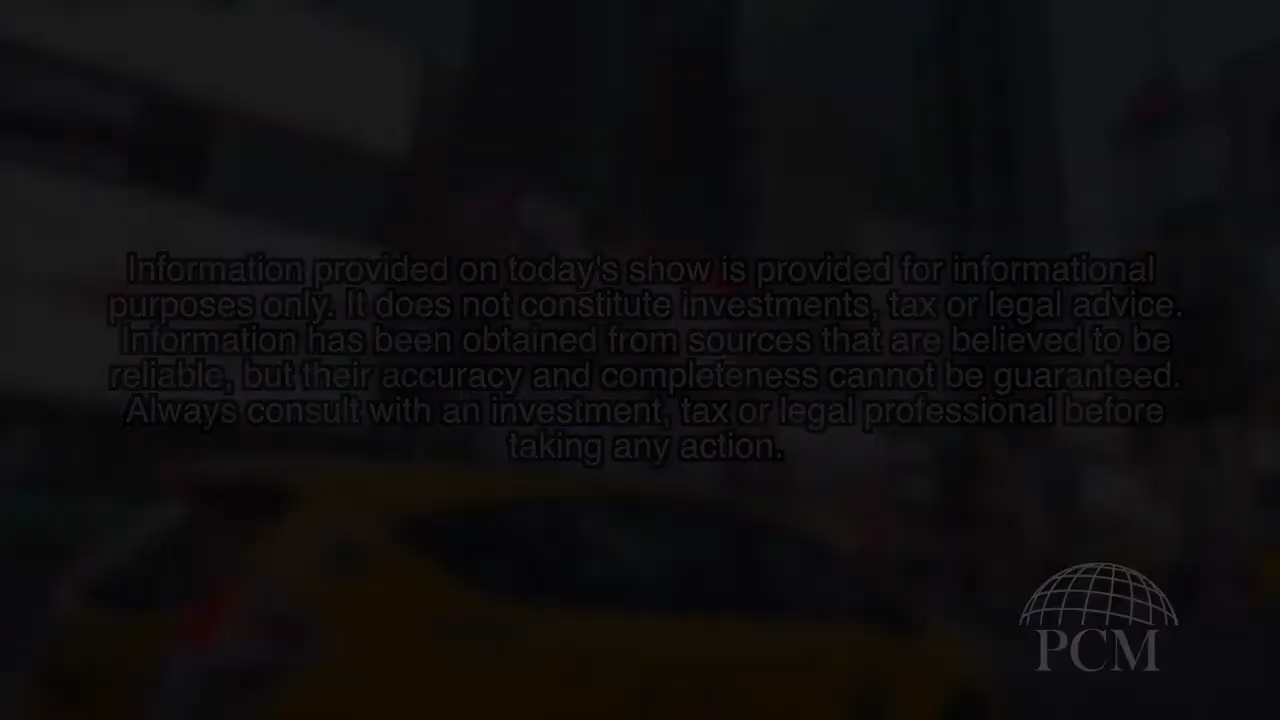 Information provided on today's show is provided for informational
purposes only. It does not constitute investments, tax or legal advice.
Information has been obtained from sources that are believed to be
reliable, but their accuracy and completeness cannot be guaranteed.
Always consult with an investment, tax or legal professional before
taking any action.
PCM